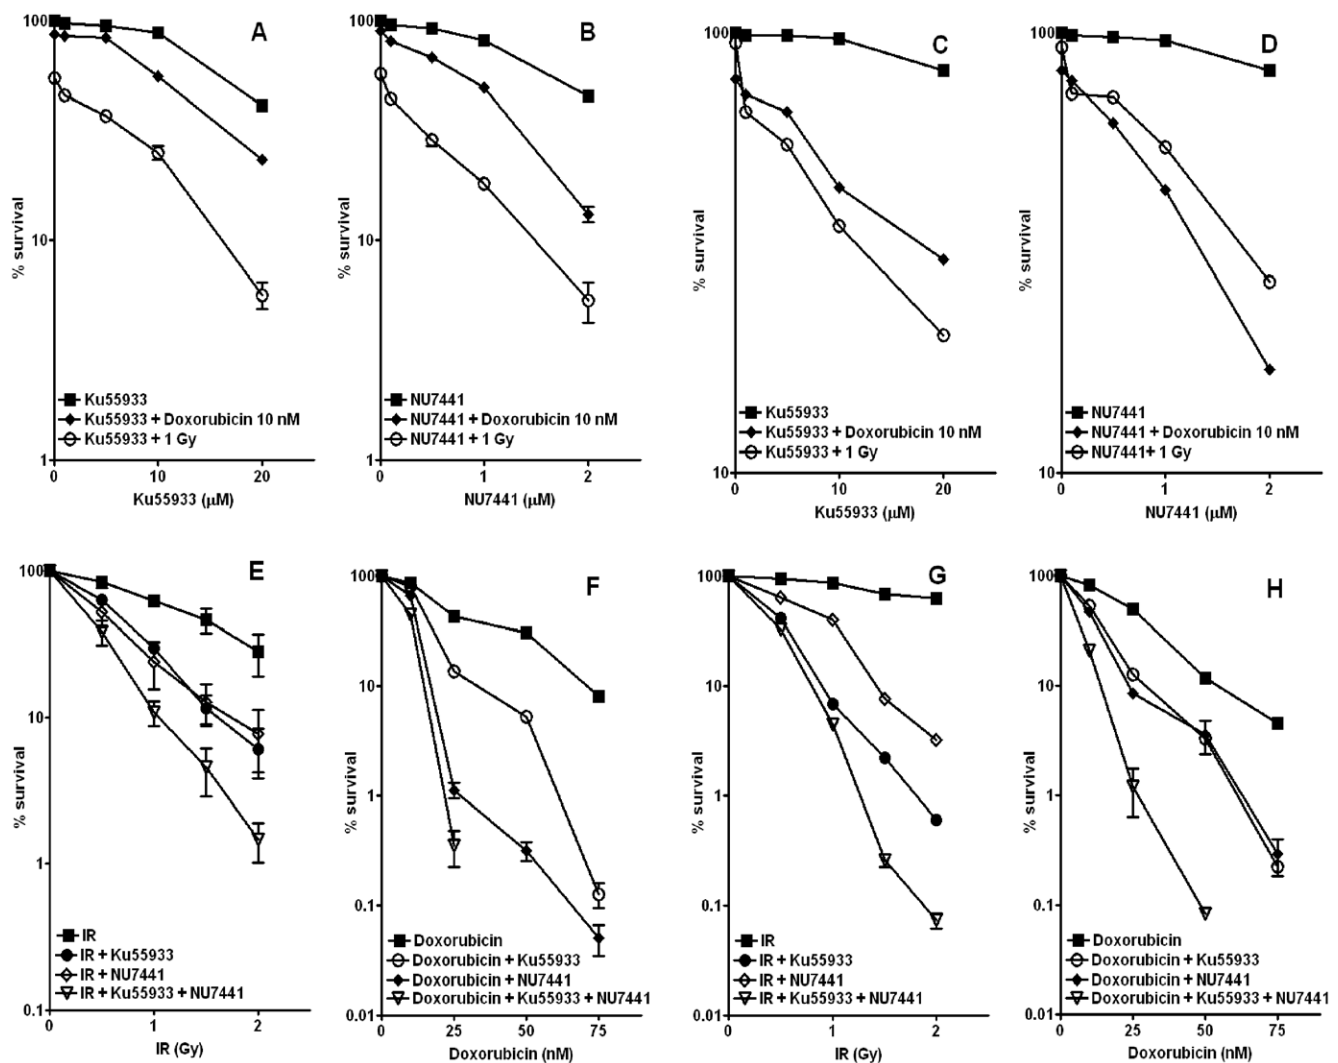 A
100
10
1
% survival
Ku55933
Ku55933 + Doxorubicin 10 nM
Ku55933 + 1 Gy
0 10 20
Ku55933 (μM)
B
100
10
1
% survival
NU7441
NU7441 + Doxorubicin 10 nM
NU7441 + 1 Gy
0 1 2
NU7441 (μM)
C
100
10
% survival
Ku55933
Ku55933 + Doxorubicin 10 nM
Ku55933 + 1 Gy
0 10 20
Ku55933 (μM)
D
100
10
% survival
NU7441
NU7441 + Doxorubicin 10 nM
NU7441+ 1 Gy
0 1 2
NU7441 (μM)
E
100
10
1
0.1
% survival
IR
IR + Ku55933
IR + NU7441
IR + Ku55933 + NU7441
0 1 2
IR (Gy)
F
100
10
1
0.1
0.01
% survival
Doxorubicin
Doxorubicin + Ku55933
Doxorubicin + NU7441
Doxorubicin + Ku55933 + NU7441
0 25 50 75
Doxorubicin (nM)
G
100
10
1
0.1
0.01
% survival
IR
IR + Ku55933
IR + NU7441
IR + Ku55933 + NU7441
0 1 2
IR (Gy)
H
100
10
1
0.1
0.01
% survival
Doxorubicin
Doxorubicin + Ku55933
Doxorubicin + NU7441
Doxorubicin + Ku55933 + NU7441
0 25 50 75
Doxorubicin (nM)